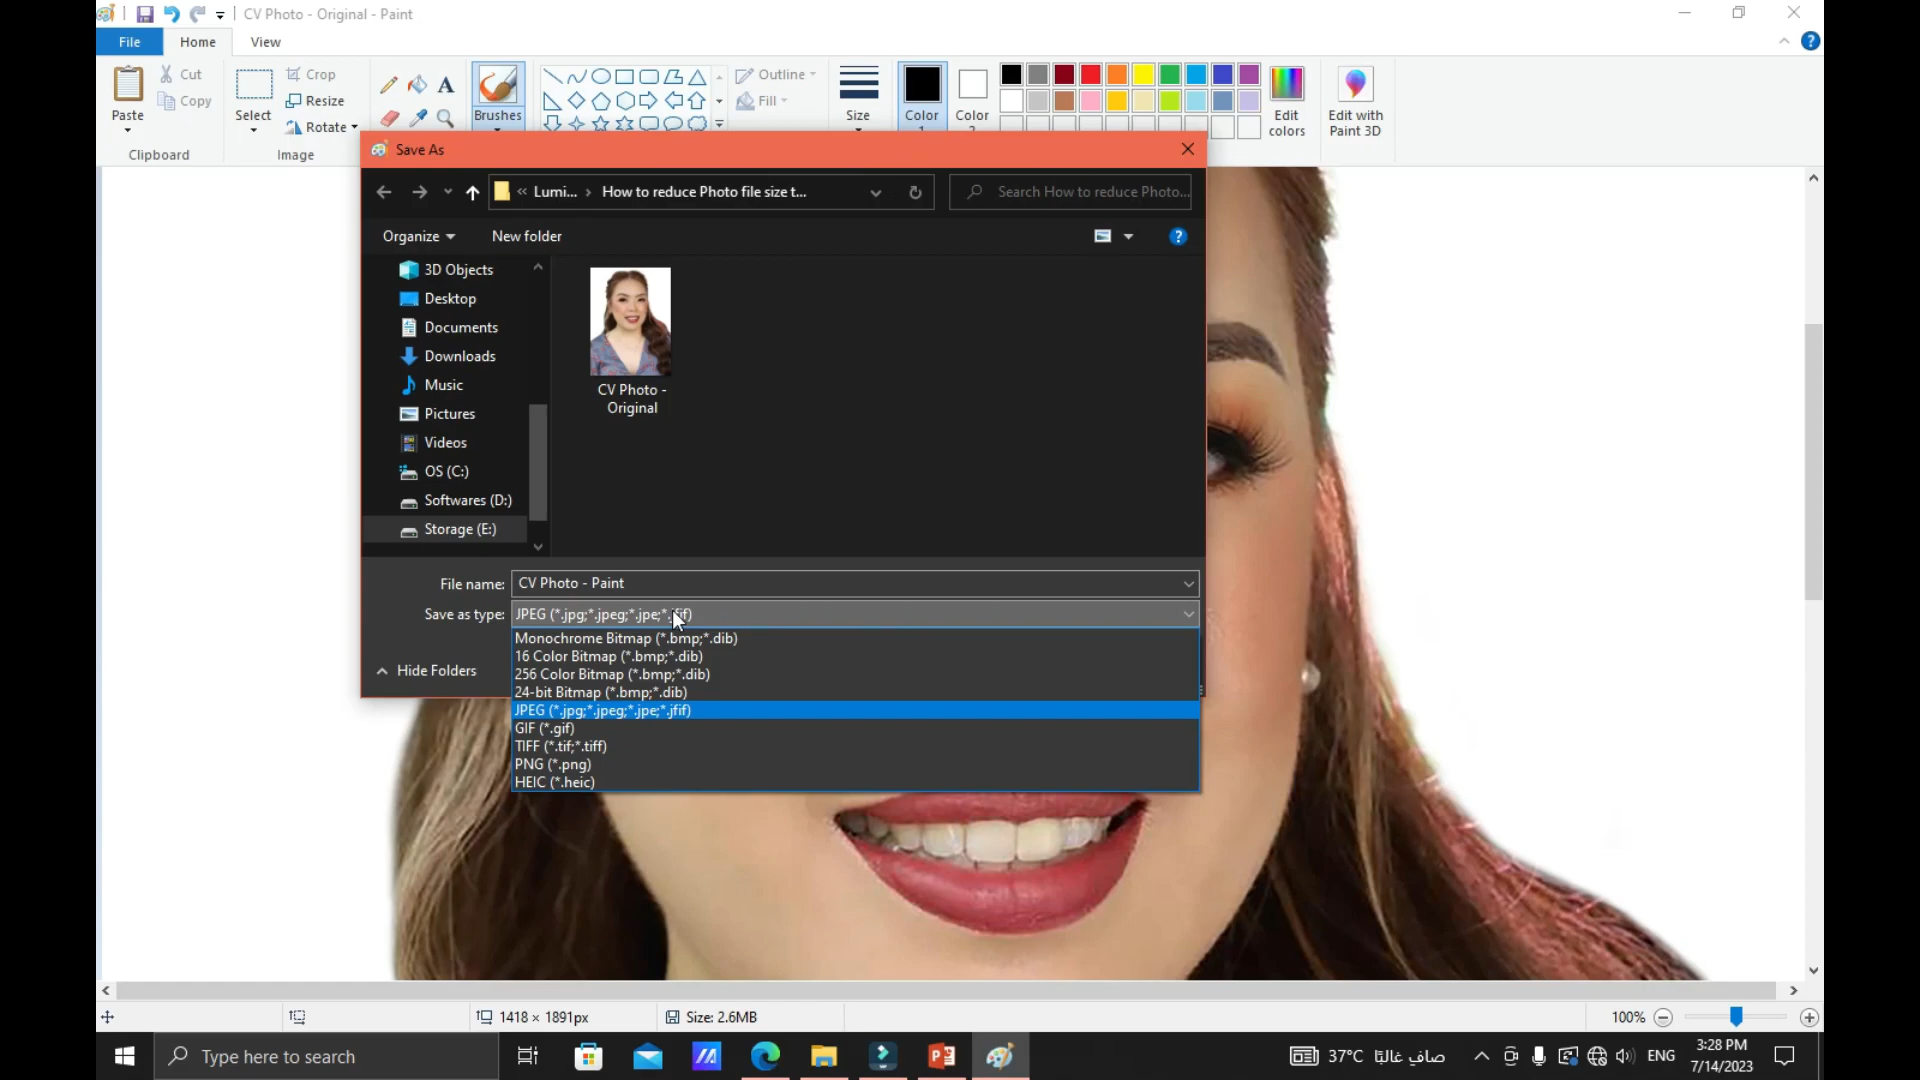 CV Photo - Original - Paint
File
Home
View
Paste
Cut
Copy
Clipboard
Select
Crop
Resize
Rotate
Image
A
Brushes
Outline
Fill
Size
Color
1
Color
Edit
colors
Edit with
Paint 3D
Save As
« Lumi... › How to reduce Photo file size t...
Search How to reduce Photo...
Organize
New folder
3D Objects
Desktop
Documents
Downloads
Music
Pictures
Videos
OS (C:)
Softwares (D:)
Storage (E:)
CV Photo -
Original
File name: CV Photo - Paint
Save as type: JPEG (*.jpg;*.jpeg;*.jpe;*.jfif)
Monochrome Bitmap (*.bmp;*.dib)
16 Color Bitmap (*.bmp;*.dib)
256 Color Bitmap (*.bmp;*.dib)
24-bit Bitmap (*.bmp;*.dib)
JPEG (*.jpg;*.jpeg;*.jpe;*.jfif)
GIF (*.gif)
TIFF (*.tif;*.tiff)
PNG (*.png)
HEIC (*.heic)
Hide Folders
1418 × 1891px
Size: 2.6MB
100%
Type here to search
37°C صافٍ غالبًا
ENG
3:28 PM
7/14/2023